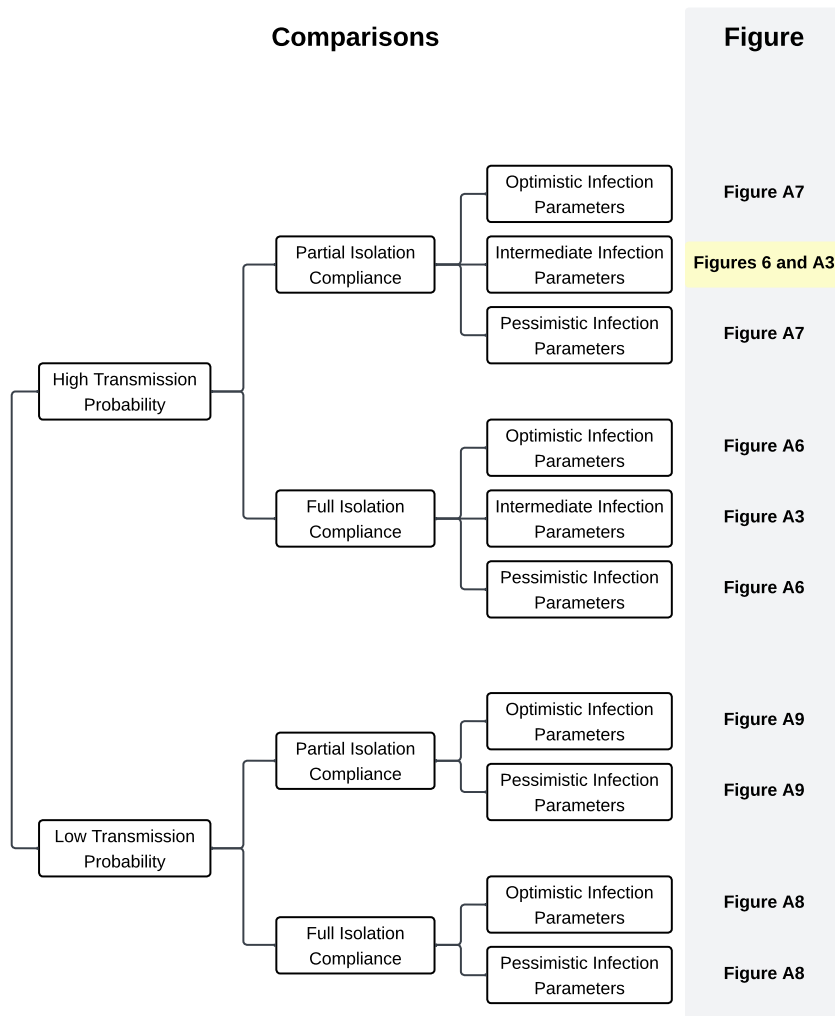 Comparisons
Figure
Optimistic Infection
Parameters
Figure A7
Partial Isolation
Compliance
Intermediate Infection
Parameters
Figures 6 and A3
Pessimistic Infection
Parameters
Figure A7
High Transmission
Probability
Optimistic Infection
Parameters
Figure A6
Full Isolation
Compliance
Intermediate Infection
Parameters
Figure A3
Pessimistic Infection
Parameters
Figure A6
Optimistic Infection
Parameters
Figure A9
Partial Isolation
Compliance
Pessimistic Infection
Parameters
Figure A9
Low Transmission
Probability
Optimistic Infection
Parameters
Figure A8
Full Isolation
Compliance
Pessimistic Infection
Parameters
Figure A8